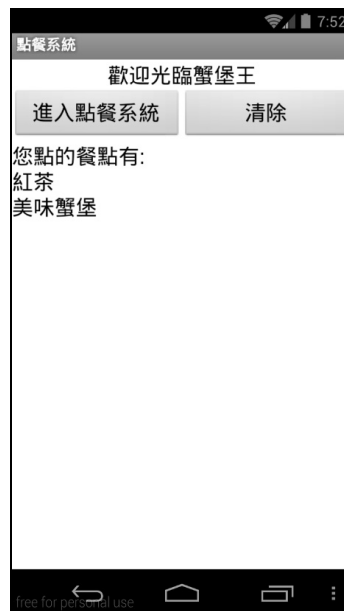 7:52
點餐系統
歡迎光臨蟹堡王
進入點餐系統 清除
您點的餐點有:
紅茶
美味蟹堡
free for personal use